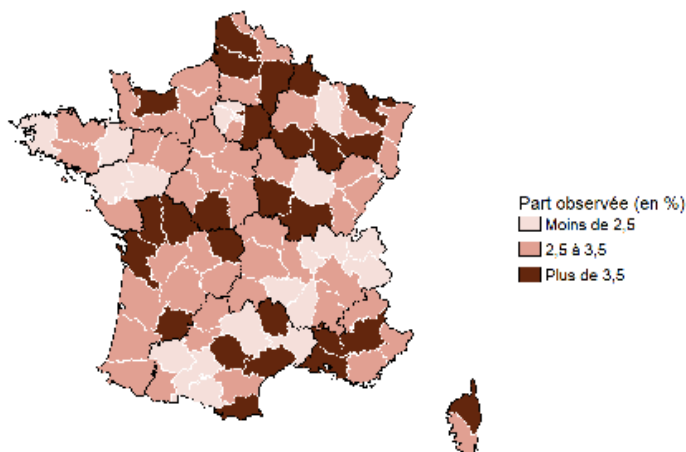 Part observée (en %)
Moins de 2,5
2,5 à 3,5
Plus de 3,5